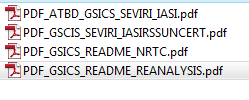 PDF_ATBD_GSICS_SEVIRI_IASI.pdf
PDF_GSCIS_SEVIRI_IASIRSSUNCERT.pdf
PDF_GSICS_README_NRTC.pdf
PDF_GSICS_README_REANALYSIS.pdf